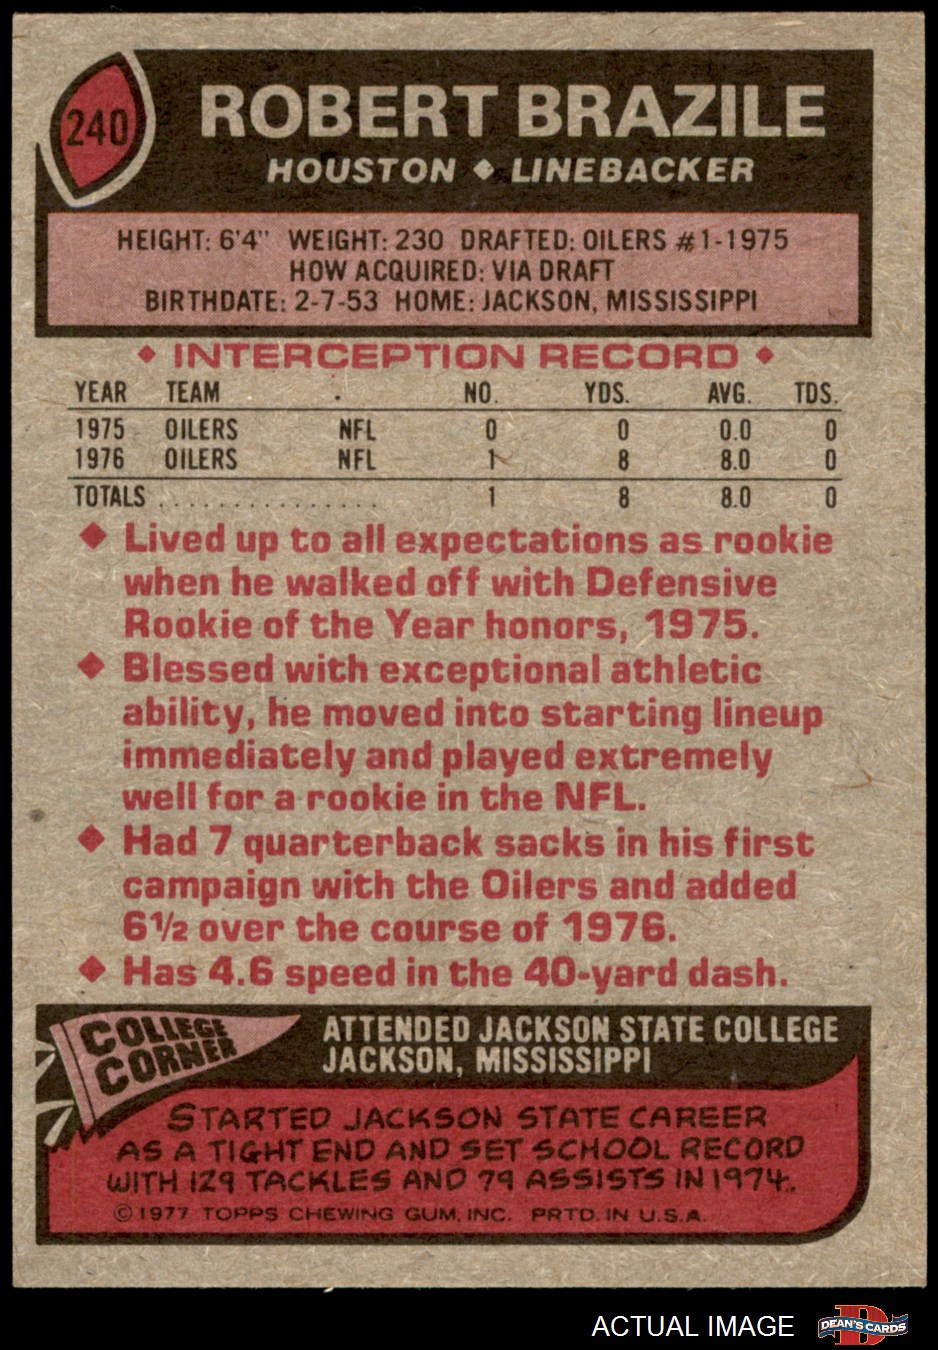 240
ROBERT BRAZILE
HOUSTON ◆ LINEBACKER
HEIGHT: 6'4" WEIGHT: 230 DRAFTED: OILERS #1-1975
HOW ACQUIRED: VIA DRAFT
BIRTHDATE: 2-7-53 HOME: JACKSON, MISSISSIPPI
◆ INTERCEPTION RECORD ◆
YEAR TEAM NO. YDS. AVG. TDS.
1975 OILERS NFL 0 0 0.0 0
1976 OILERS NFL 1 8 8.0 0
TOTALS . . . . . . . . . . . . . . . 1 8 8.0 0
◆ Lived up to all expectations as rookie
when he walked off with Defensive
Rookie of the Year honors, 1975.
◆ Blessed with exceptional athletic
ability, he moved into starting lineup
immediately and played extremely
well for a rookie in the NFL.
◆ Had 7 quarterback sacks in his first
campaign with the Oilers and added
6½ over the course of 1976.
◆ Has 4.6 speed in the 40-yard dash.
COLLEGE
CORNER
ATTENDED JACKSON STATE COLLEGE
JACKSON, MISSISSIPPI
STARTED JACKSON STATE CAREER
AS A TIGHT END AND SET SCHOOL RECORD
WITH 129 TACKLES AND 79 ASSISTS IN 1974.
© 1977 TOPPS CHEWING GUM, INC. PRTD. IN U.S.A.
ACTUAL IMAGE
D
DEAN'S CARDS